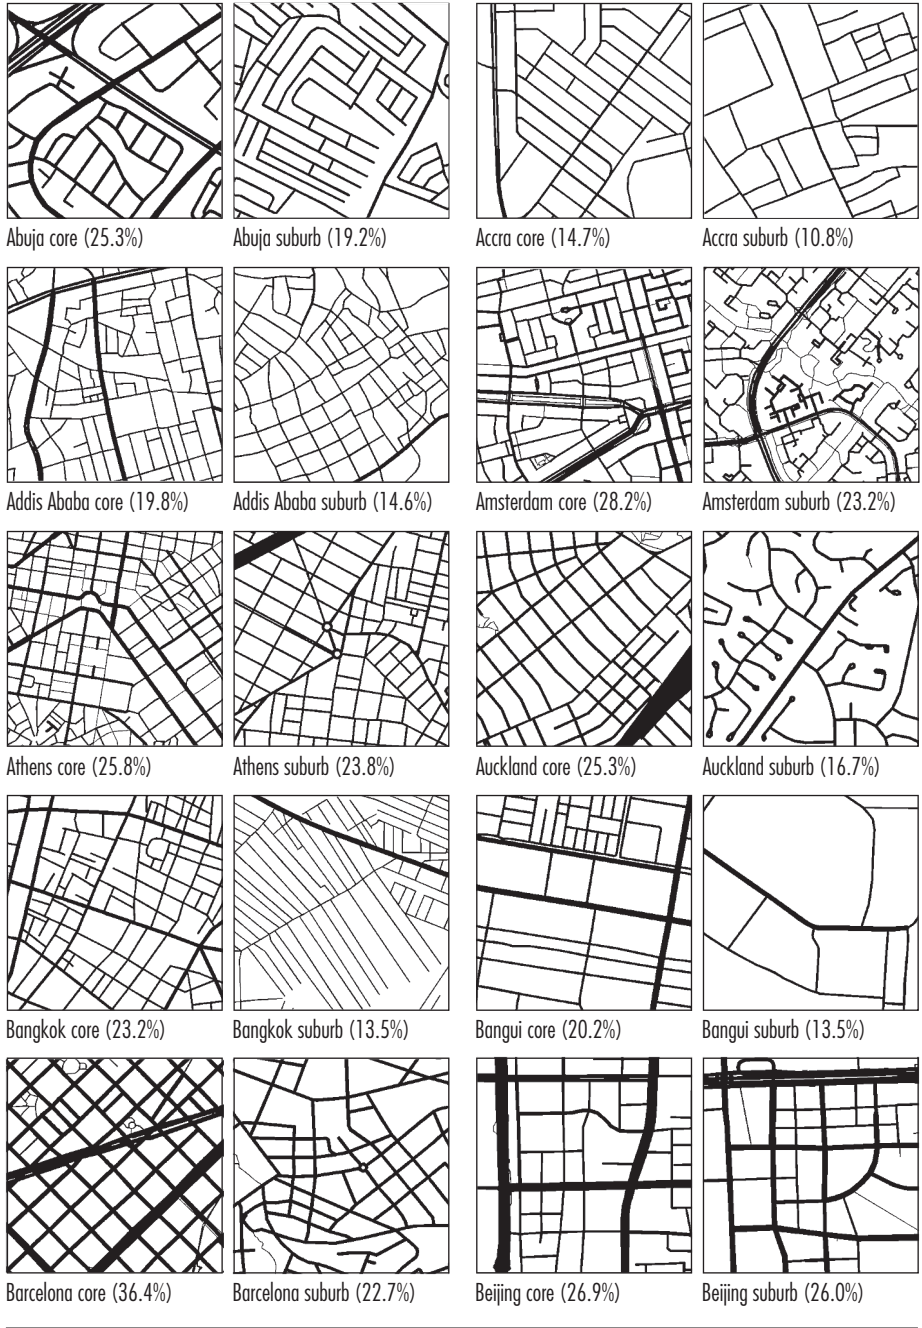 Abuja core (25.3%)
Abuja suburb (19.2%)
Accra core (14.7%)
Accra suburb (10.8%)
Addis Ababa core (19.8%)
Addis Ababa suburb (14.6%)
Amsterdam core (28.2%)
Amsterdam suburb (23.2%)
Athens core (25.8%)
Athens suburb (23.8%)
Auckland core (25.3%)
Auckland suburb (16.7%)
Bangkok core (23.2%)
Bangkok suburb (13.5%)
Bangui core (20.2%)
Bangui suburb (13.5%)
Barcelona core (36.4%)
Barcelona suburb (22.7%)
Beijing core (26.9%)
Beijing suburb (26.0%)